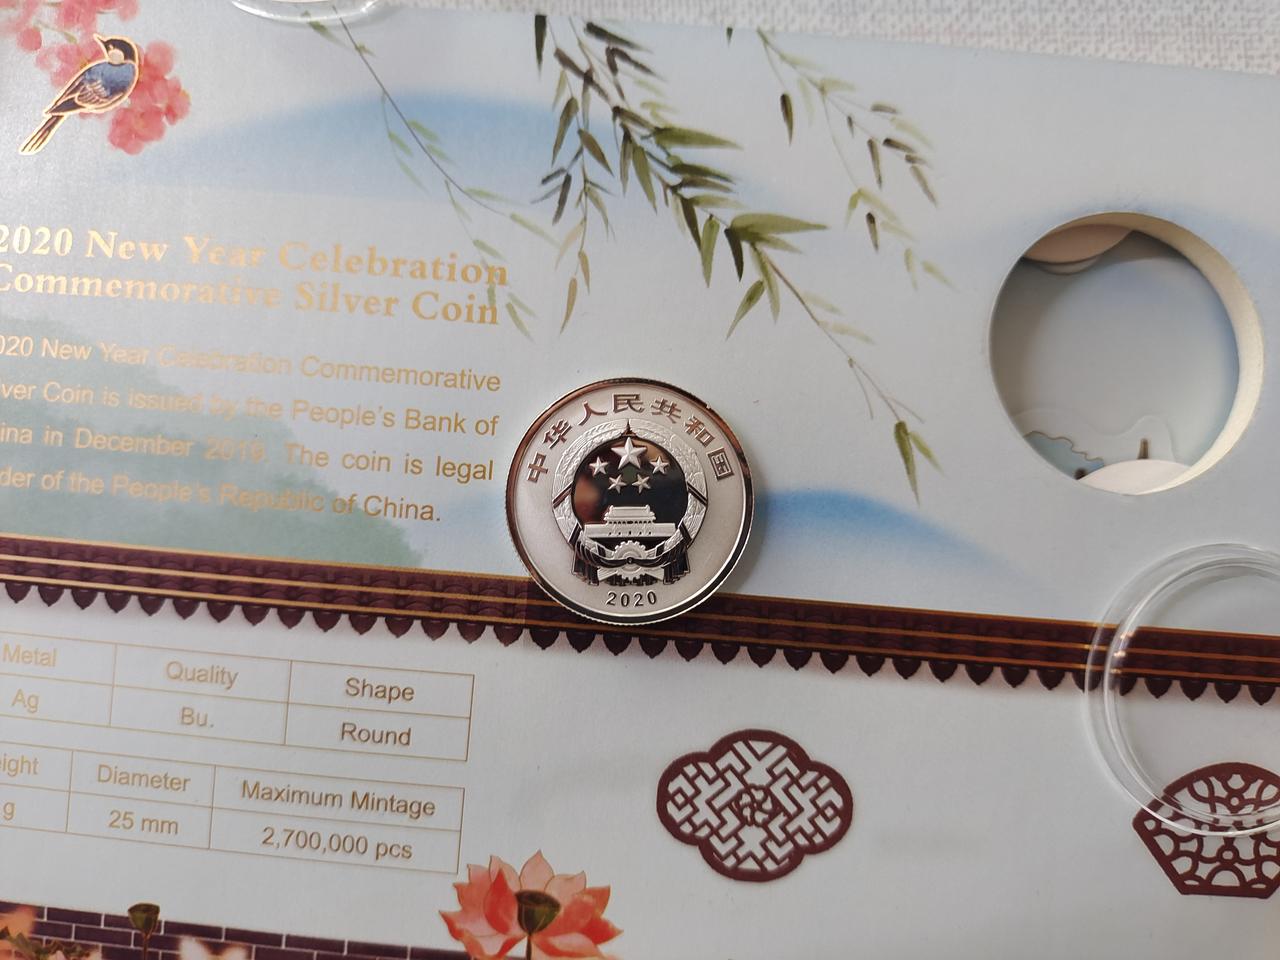 2020 New Year Celebration
Commemorative Silver Coin
020 New Year Celebration Commemorative
ver Coin is issued by the People's Bank of
ina in December 2019. The coin is legal
der of the People's Republic of China.
中华人民共和国
2020
Metal Quality Shape
Ag Bu. Round
ight Diameter Maximum Mintage
g 25 mm 2,700,000 pcs